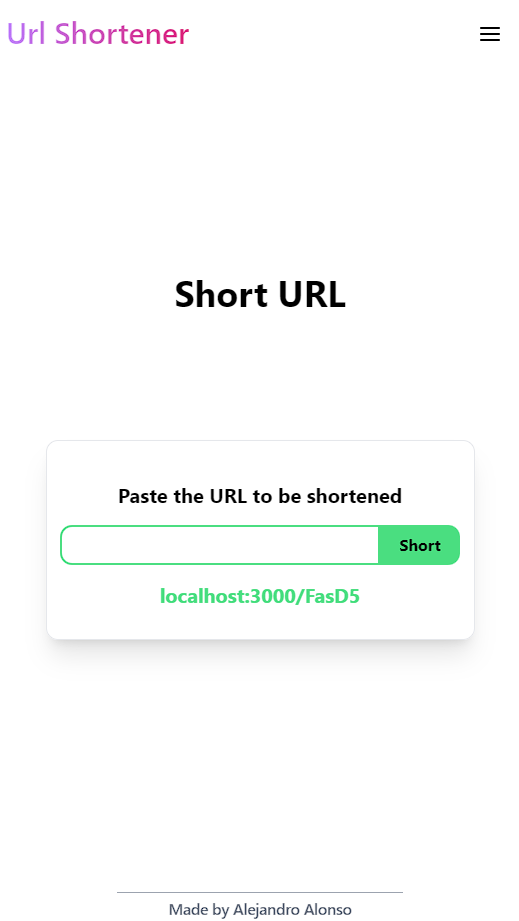 Url Shortener
Short URL
Paste the URL to be shortened
Short
localhost:3000/FasD5
Made by Alejandro Alonso